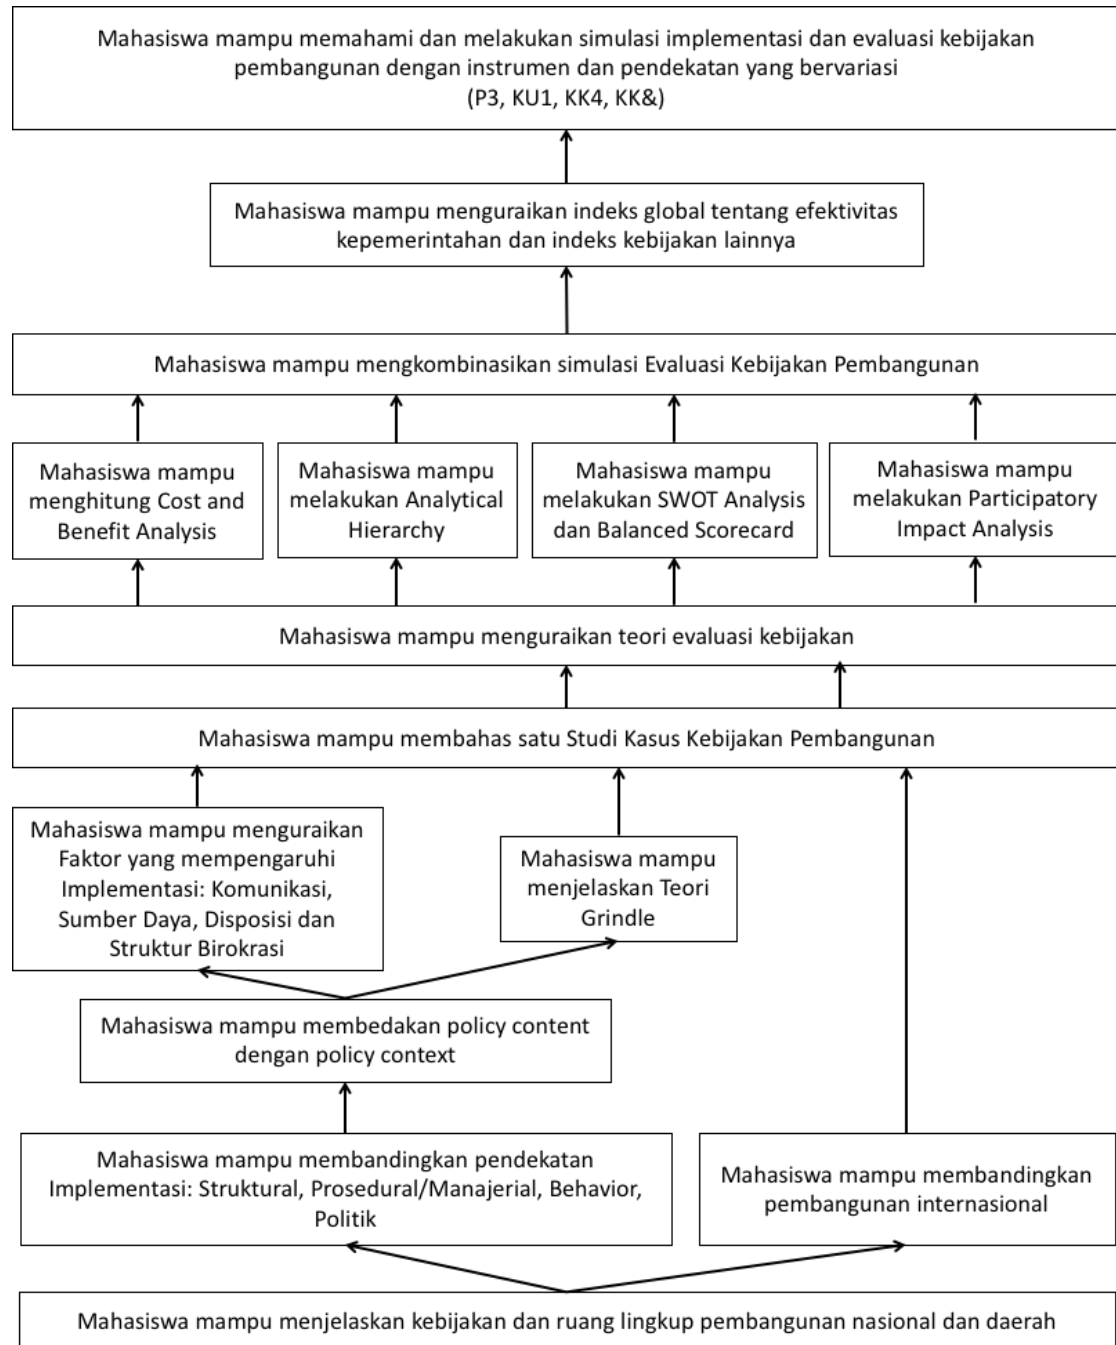 Mahasiswa mampu memahami dan melakukan simulasi implementasi dan evaluasi kebijakan
pembangunan dengan instrumen dan pendekatan yang bervariasi
(P3, KU1, KK4, KK&)
Mahasiswa mampu menguraikan indeks global tentang efektivitas
kepemerintahan dan indeks kebijakan lainnya
Mahasiswa mampu mengkombinasikan simulasi Evaluasi Kebijakan Pembangunan
Mahasiswa mampu
menghitung Cost and
Benefit Analysis
Mahasiswa mampu
melakukan Analytical
Hierarchy
Mahasiswa mampu
melakukan SWOT Analysis
dan Balanced Scorecard
Mahasiswa mampu
melakukan Participatory
Impact Analysis
Mahasiswa mampu menguraikan teori evaluasi kebijakan
Mahasiswa mampu membahas satu Studi Kasus Kebijakan Pembangunan
Mahasiswa mampu menguraikan
Faktor yang mempengaruhi
Implementasi: Komunikasi,
Sumber Daya, Disposisi dan
Struktur Birokrasi
Mahasiswa mampu
menjelaskan Teori
Grindle
Mahasiswa mampu membedakan policy content
dengan policy context
Mahasiswa mampu membandingkan pendekatan
Implementasi: Struktural, Prosedural/Manajerial, Behavior,
Politik
Mahasiswa mampu membandingkan
pembangunan internasional
Mahasiswa mampu menjelaskan kebijakan dan ruang lingkup pembangunan nasional dan daerah